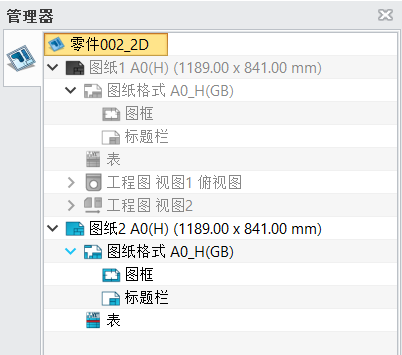 管理器
零件002_2D
图纸1 A0(H) (1189.00 x 841.00 mm)
图纸格式 A0_H(GB)
图框
标题栏
表
工程图 视图1 俯视图
工程图 视图2
图纸2 A0(H) (1189.00 x 841.00 mm)
图纸格式 A0_H(GB)
图框
标题栏
表